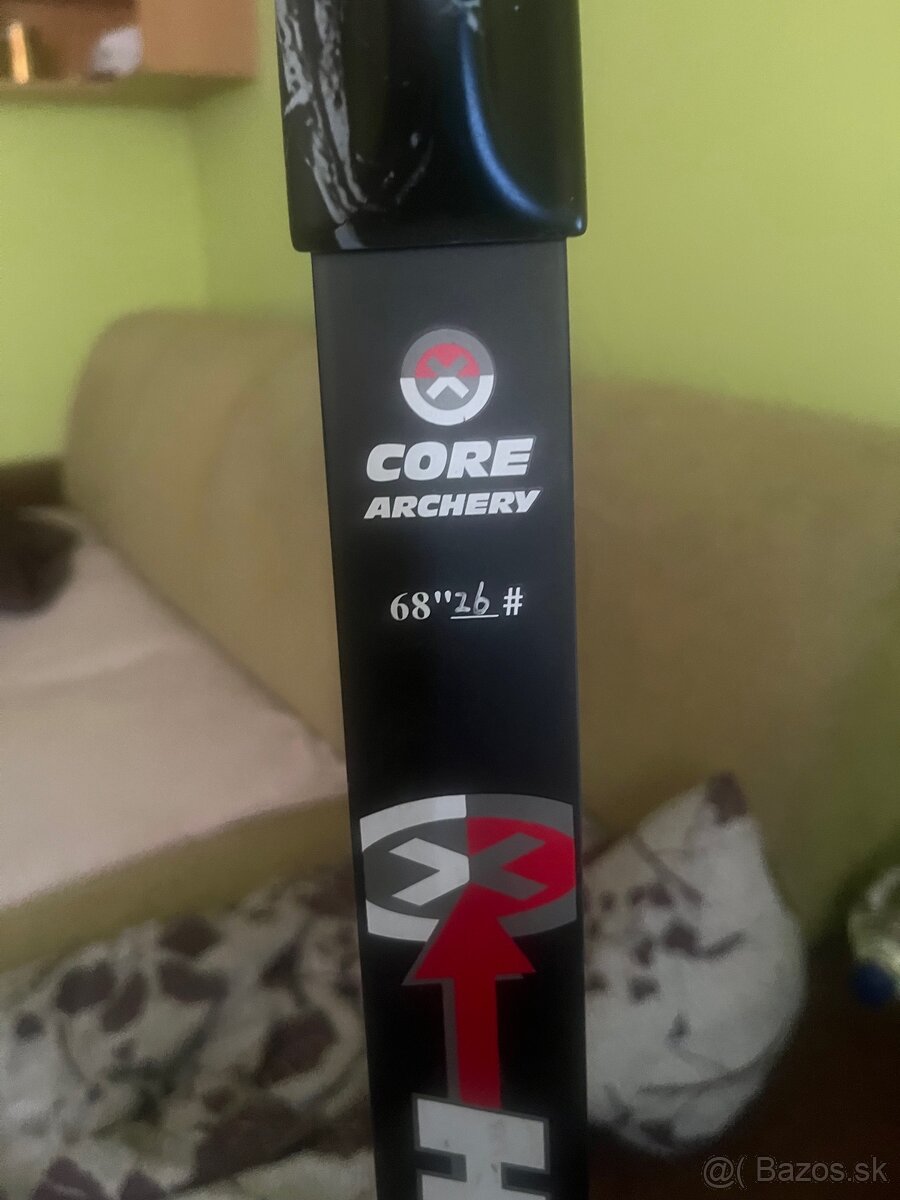 CORE
ARCHERY
68" 26 #
H
@( Bazos.sk